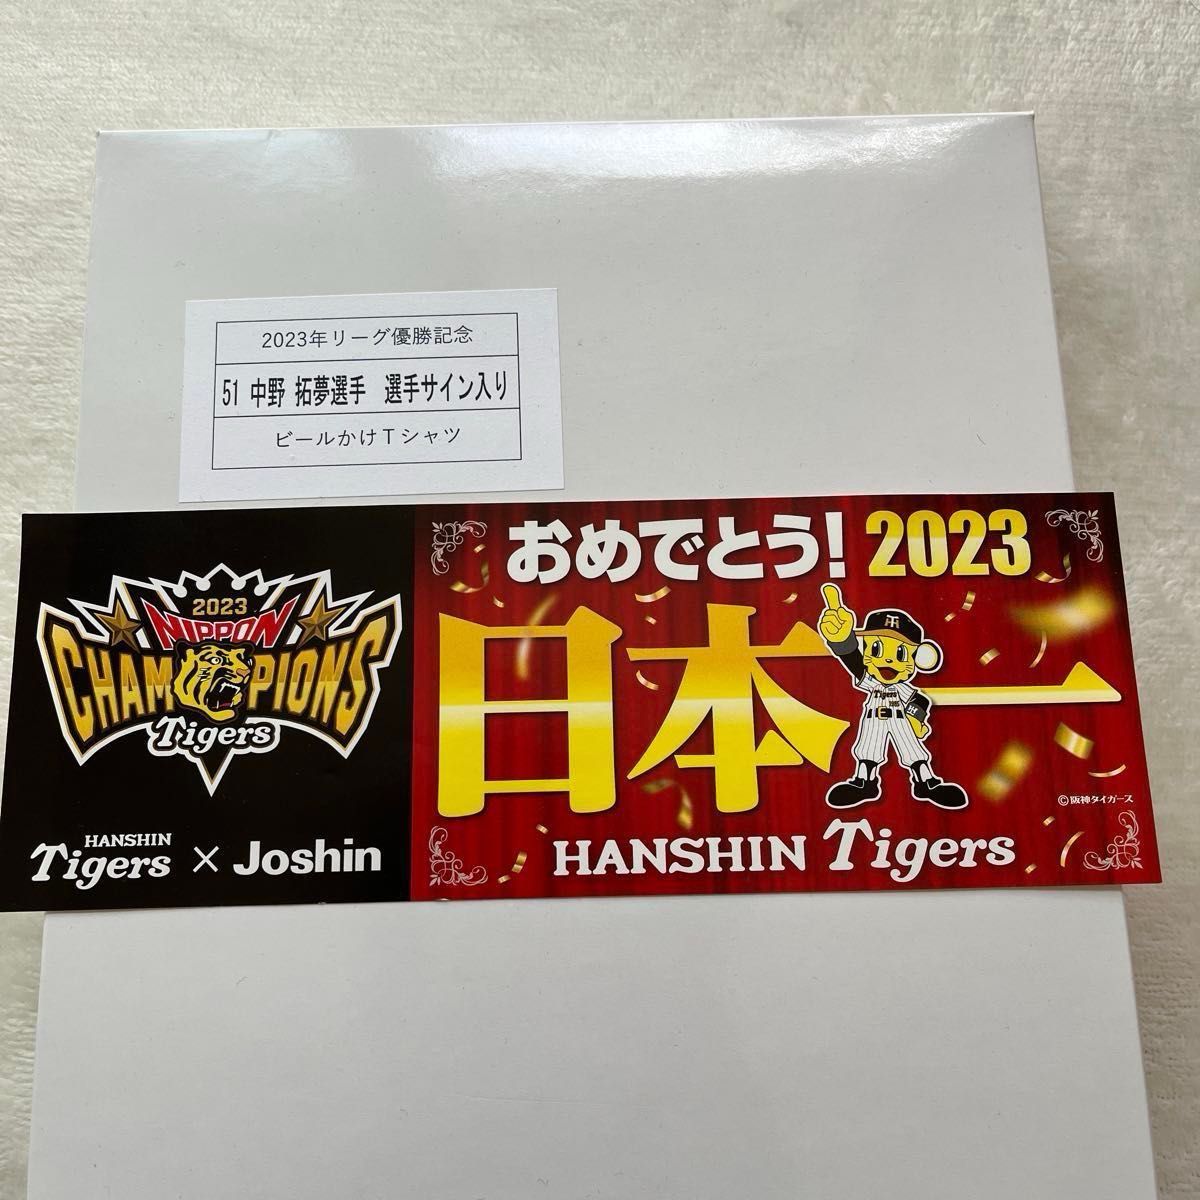 2023年リーグ優勝記念
51 中野 拓夢選手 選手サイン入り
ビールかけTシャツ
2023
NIPPON
CHAMPIONS
Tigers
HANSHIN
Tigers × Joshin
おめでとう! 2023
日本一
Tigers
©阪神タイガース
HANSHIN Tigers